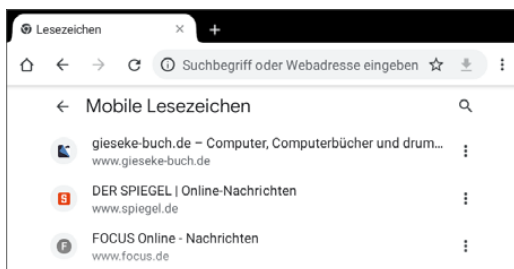 Lesezeichen
Suchbegriff oder Webadresse eingeben
Mobile Lesezeichen
gieseke-buch.de – Computer, Computerbücher und drum...
www.gieseke-buch.de
S
DER SPIEGEL | Online-Nachrichten
www.spiegel.de
F
FOCUS Online - Nachrichten
www.focus.de